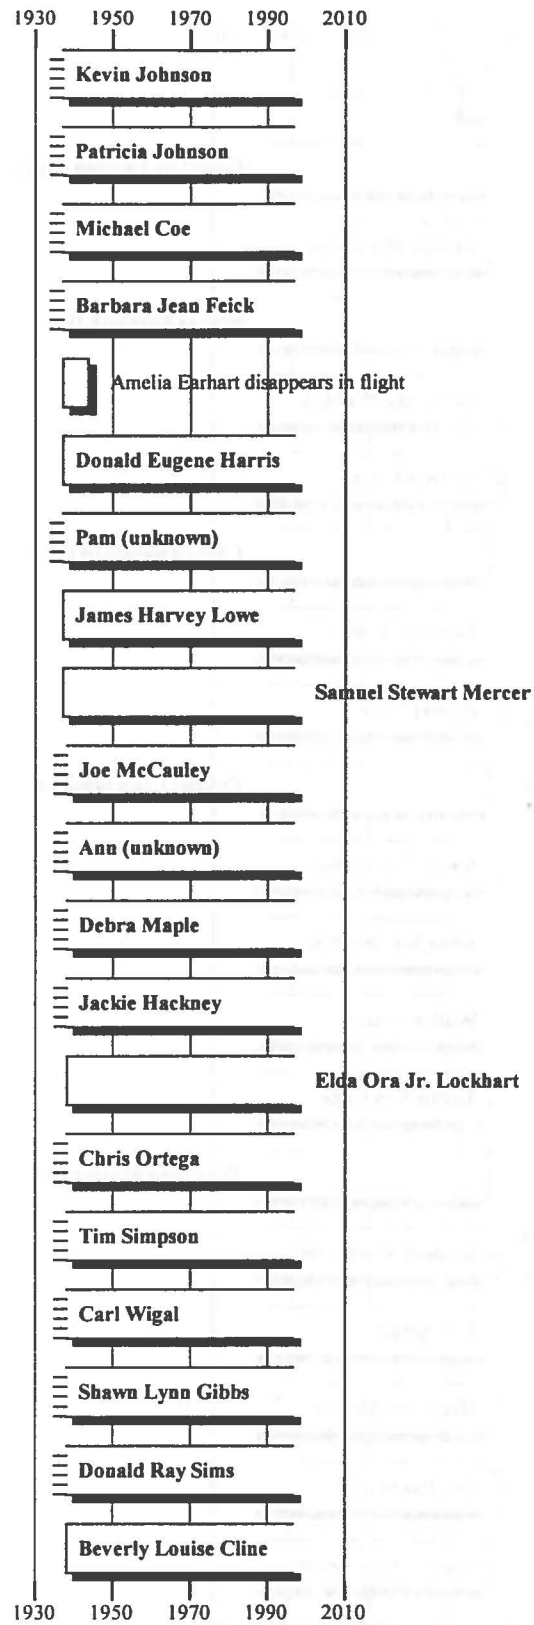 1930 1950 1970 1990 2010
Kevin Johnson
Patricia Johnson
Michael Coe
Barbara Jean Feick
Amelia Earhart disappears in flight
Donald Eugene Harris
Pam (unknown)
James Harvey Lowe
Samuel Stewart Mercer
Joe McCauley
Ann (unknown)
Debra Maple
Jackie Hackney
Elda Ora Jr. Lockhart
Chris Ortega
Tim Simpson
Carl Wigal
Shawn Lynn Gibbs
Donald Ray Sims
Beverly Louise Cline
1930 1950 1970 1990 2010